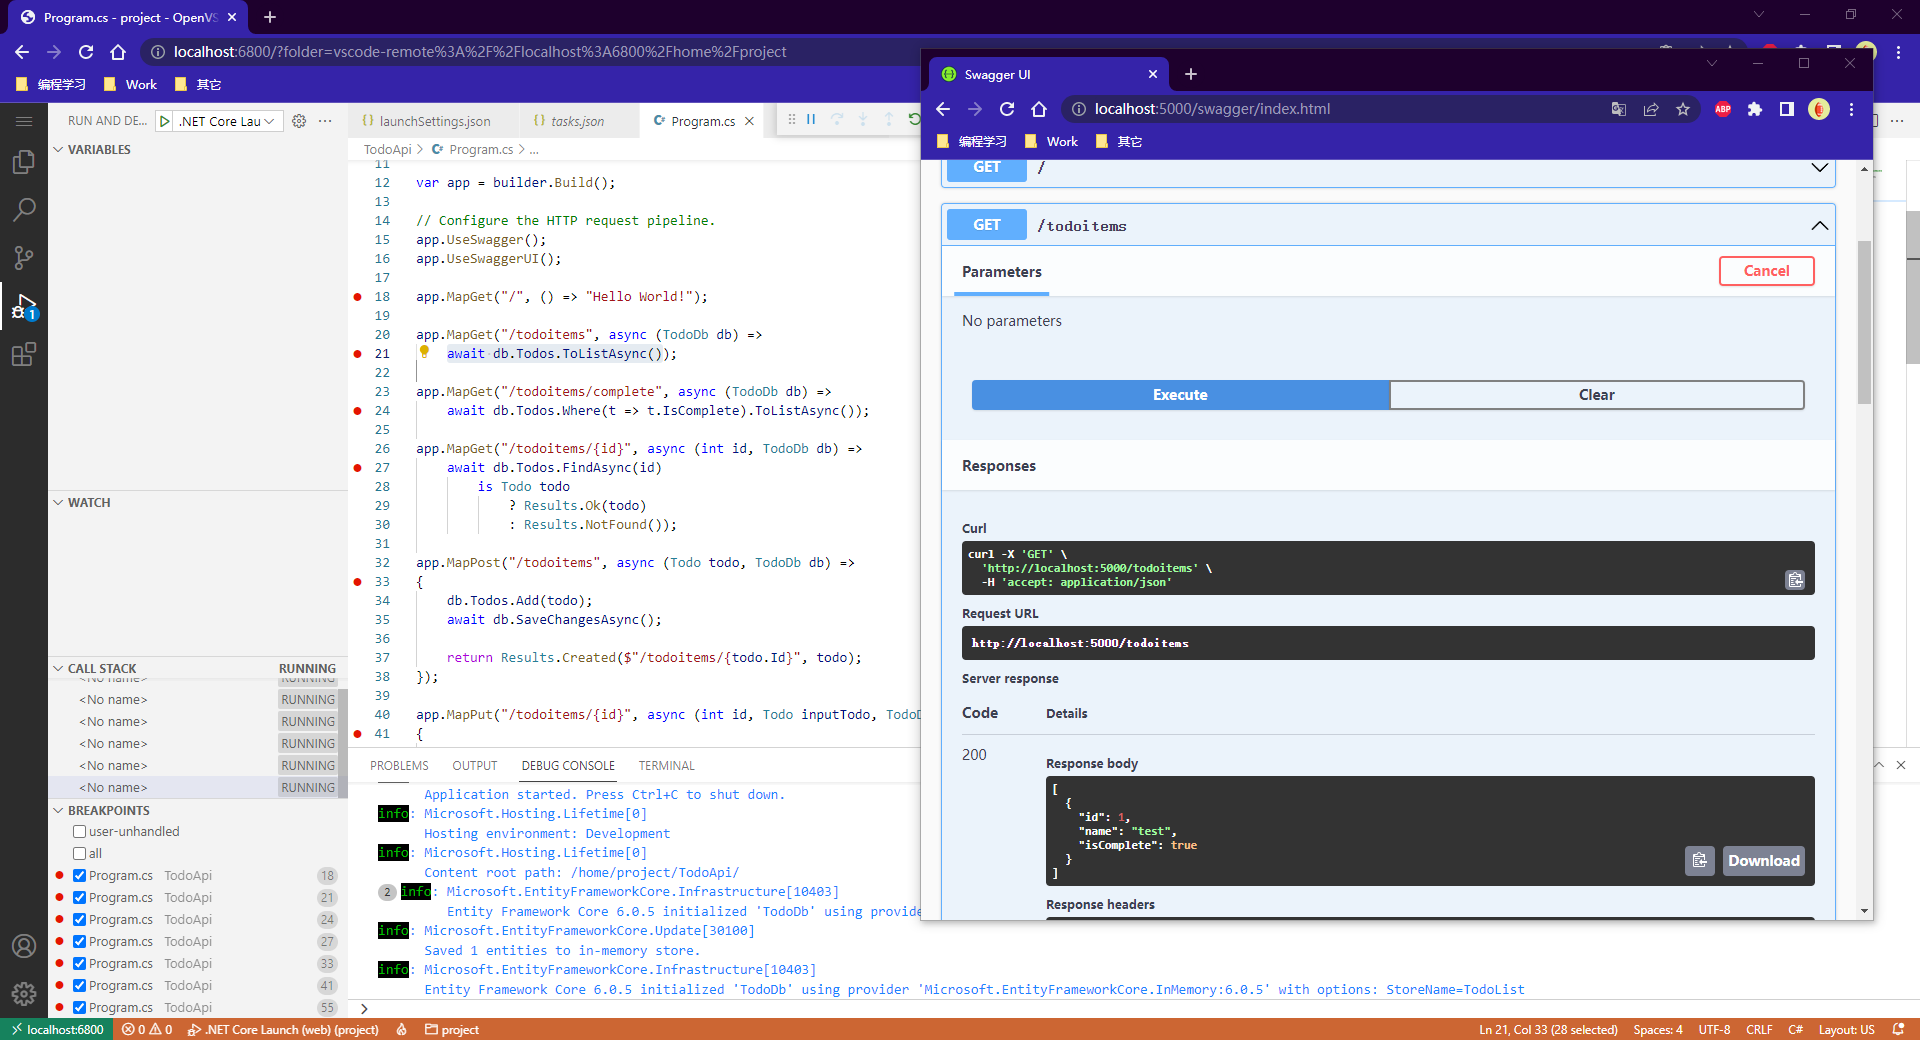 Program.cs - project - OpenVS
localhost:6800/?folder=vscode-remote%3A%2F%2Flocalhost%3A6800%2Fhome%2Fproject
编程学习 Work 其它
RUN AND DE... .NET Core Lau
VARIABLES
WATCH
CALL STACK RUNNING
<No name> RUNNING
<No name> RUNNING
<No name> RUNNING
<No name> RUNNING
<No name> RUNNING
<No name> RUNNING
BREAKPOINTS
user-unhandled
all
Program.cs TodoApi 18
Program.cs TodoApi 21
Program.cs TodoApi 24
Program.cs TodoApi 27
Program.cs TodoApi 33
Program.cs TodoApi 41
Program.cs TodoApi 55
launchSettings.json tasks.json Program.cs
TodoApi > Program.cs > ...
11
12 var app = builder.Build();
13
14 // Configure the HTTP request pipeline.
15 app.UseSwagger();
16 app.UseSwaggerUI();
17
18 app.MapGet("/", () => "Hello World!");
19
20 app.MapGet("/todoitems", async (TodoDb db) =>
21 await db.Todos.ToListAsync());
22
23 app.MapGet("/todoitems/complete", async (TodoDb db) =>
24 await db.Todos.Where(t => t.IsComplete).ToListAsync());
25
26 app.MapGet("/todoitems/{id}", async (int id, TodoDb db) =>
27 await db.Todos.FindAsync(id)
28 is Todo todo
29 ? Results.Ok(todo)
30 : Results.NotFound());
31
32 app.MapPost("/todoitems", async (Todo todo, TodoDb db) =>
33 {
34 db.Todos.Add(todo);
35 await db.SaveChangesAsync();
36
37 return Results.Created($"/todoitems/{todo.Id}", todo);
38 });
39
40 app.MapPut("/todoitems/{id}", async (int id, Todo inputTodo, TodoD
41 {
PROBLEMS OUTPUT DEBUG CONSOLE TERMINAL
Application started. Press Ctrl+C to shut down.
info: Microsoft.Hosting.Lifetime[0]
Hosting environment: Development
info: Microsoft.Hosting.Lifetime[0]
Content root path: /home/project/TodoApi/
2 info: Microsoft.EntityFrameworkCore.Infrastructure[10403]
Entity Framework Core 6.0.5 initialized 'TodoDb' using provide
info: Microsoft.EntityFrameworkCore.Update[30100]
Saved 1 entities to in-memory store.
info: Microsoft.EntityFrameworkCore.Infrastructure[10403]
Entity Framework Core 6.0.5 initialized 'TodoDb' using provider 'Microsoft.EntityFrameworkCore.InMemory:6.0.5' with options: StoreName=TodoList
Swagger UI
localhost:5000/swagger/index.html
ABP
编程学习 Work 其它
GET /
GET /todoitems
Parameters Cancel
No parameters
Execute Clear
Responses
Curl
curl -X 'GET' \
'http://localhost:5000/todoitems' \
-H 'accept: application/json'
Request URL
http://localhost:5000/todoitems
Server response
Code Details
200
Response body
[
{
"id": 1,
"name": "test",
"isComplete": true
}
]
Download
Response headers
1
localhost:6800 0 0 .NET Core Launch (web) (project) project Ln 21, Col 33 (28 selected) Spaces: 4 UTF-8 CRLF C# Layout: US